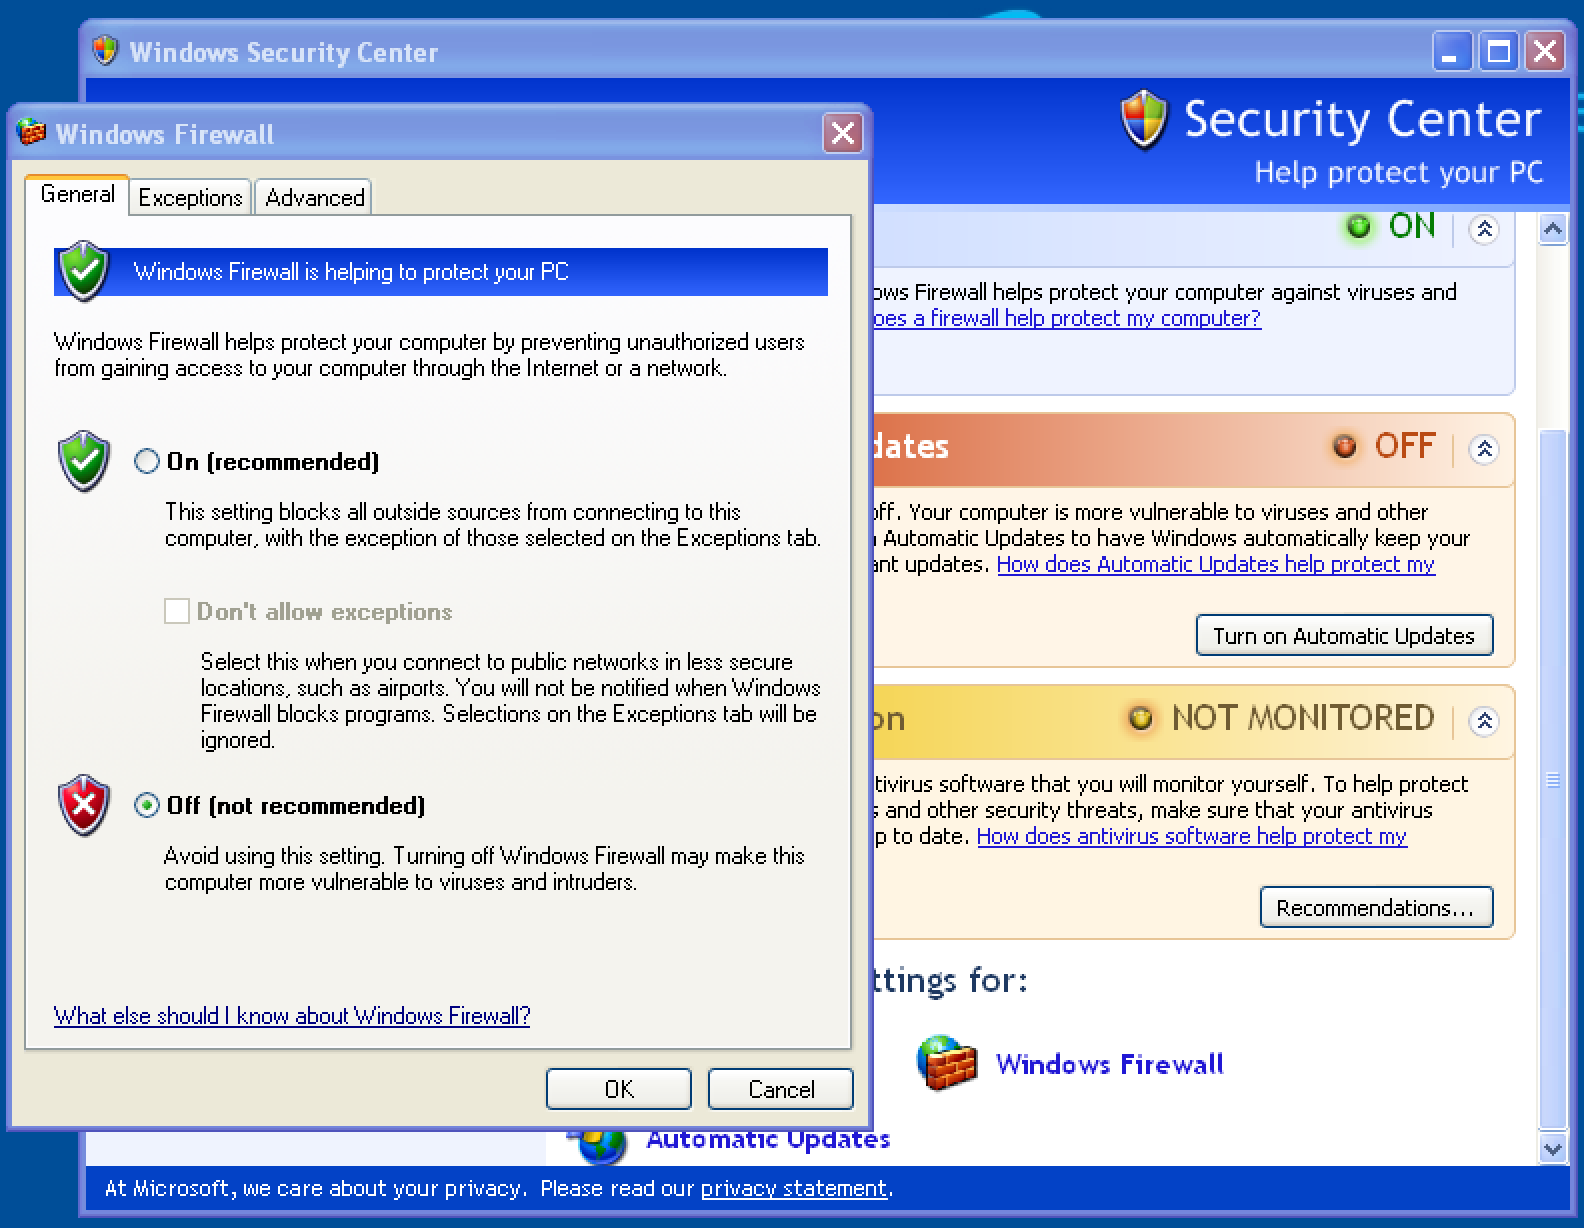 Windows Security Center
Security Center
Help protect your PC
Windows Firewall
General
Exceptions
Advanced
Windows Firewall is helping to protect your PC
Windows Firewall helps protect your computer by preventing unauthorized users
from gaining access to your computer through the Internet or a network.
On (recommended)
This setting blocks all outside sources from connecting to this
computer, with the exception of those selected on the Exceptions tab.
Don't allow exceptions
Select this when you connect to public networks in less secure
locations, such as airports. You will not be notified when Windows
Firewall blocks programs. Selections on the Exceptions tab will be
ignored.
Off (not recommended)
Avoid using this setting. Turning off Windows Firewall may make this
computer more vulnerable to viruses and intruders.
What else should I know about Windows Firewall?
OK
Cancel
ON
Firewall helps protect your computer against viruses and
a firewall help protect my computer?
OFF
Your computer is more vulnerable to viruses and other
Automatic Updates to have Windows automatically keep your
updates. How does Automatic Updates help protect my
Turn on Automatic Updates
NOT MONITORED
software that you will monitor yourself. To help protect
and other security threats, make sure that your antivirus
to date. How does antivirus software help protect my
Recommendations...
for:
Windows Firewall
Automatic Updates
At Microsoft, we care about your privacy. Please read our privacy statement.